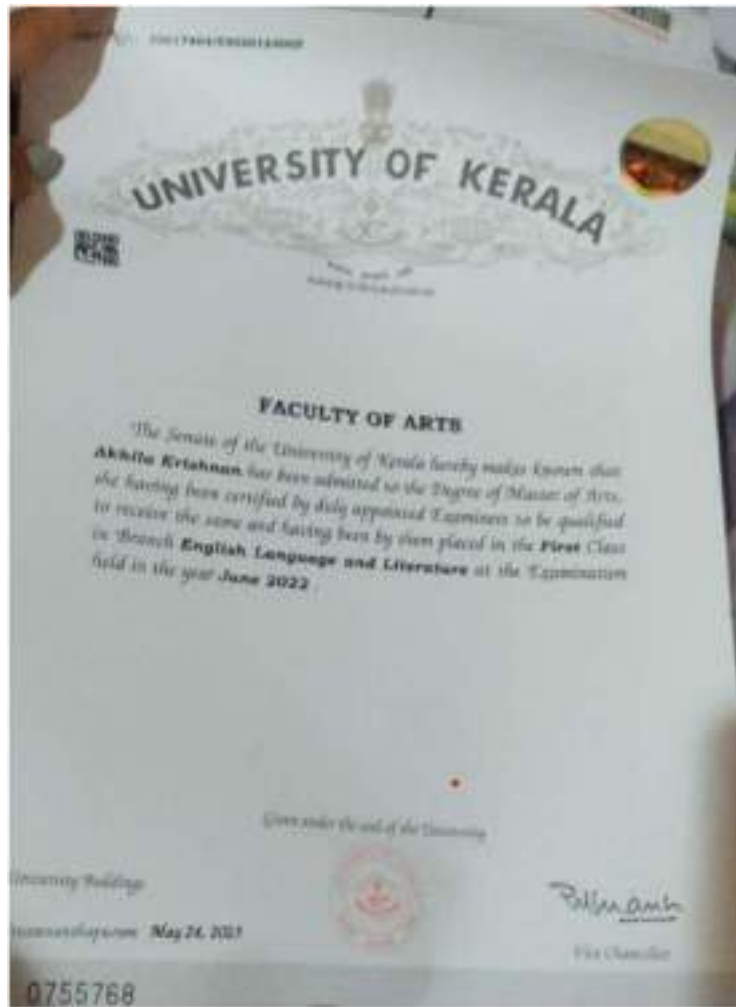 UNIVERSITY OF KERALA
FACULTY OF ARTS
The Senate of the University of Kerala hereby makes known that
Akhila Krishnan has been admitted to the Degree of Master of Arts,
she having been certified by duly appointed Examiners to be qualified
to receive the same and having been by them placed in the First Class
in Branch English Language and Literature at the Examination
held in the year June 2022
Given under the seal of the University
University Buildings
May 24,
Vice Chancellor
0755768